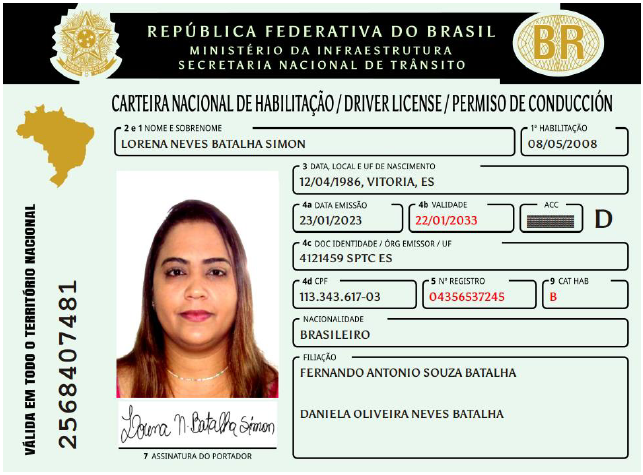 REPÚBLICA FEDERATIVA DO BRASIL
MINISTÉRIO DA INFRAESTRUTURA
SECRETARIA NACIONAL DE TRÂNSITO
BR
CARTEIRA NACIONAL DE HABILITAÇÃO / DRIVER LICENSE / PERMISO DE CONDUCCIÓN
2 e 1 NOME E SOBRENOME
LORENA NEVES BATALHA SIMON
1ª HABILITAÇÃO
08/05/2008
3 DATA, LOCAL E UF DE NASCIMENTO
12/04/1986, VITORIA, ES
4a DATA EMISSÃO
23/01/2023
4b VALIDADE
22/01/2033
ACC
D
4c DOC IDENTIDADE / ÓRG EMISSOR / UF
4121459 SPTC ES
4d CPF
113.343.617-03
5 Nº REGISTRO
04356537245
9 CAT HAB
B
NACIONALIDADE
BRASILEIRO
FILIAÇÃO
FERNANDO ANTONIO SOUZA BATALHA
DANIELA OLIVEIRA NEVES BATALHA
VÁLIDA EM TODO O TERRITÓRIO NACIONAL
2568407481
Lorena N. Batalha Simon
7 ASSINATURA DO PORTADOR